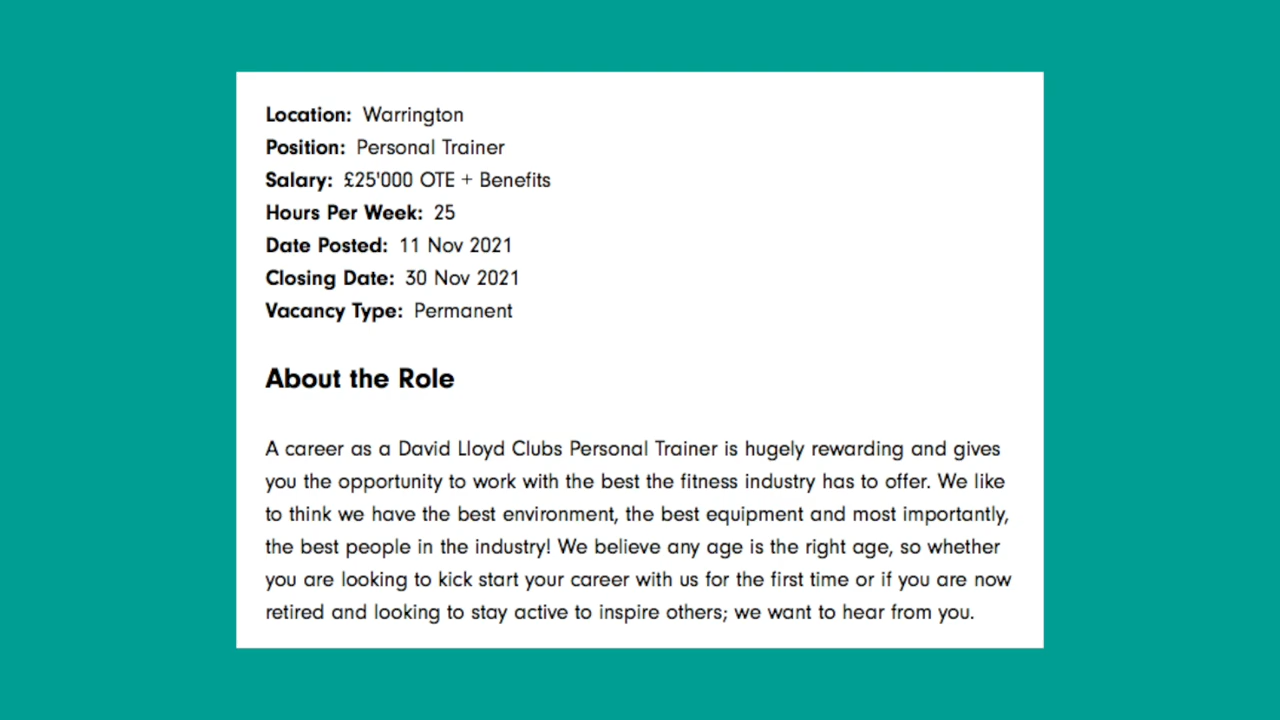 Location: Warrington
Position: Personal Trainer
Salary: £25'000 OTE + Benefits
Hours Per Week: 25
Date Posted: 11 Nov 2021
Closing Date: 30 Nov 2021
Vacancy Type: Permanent
About the Role
A career as a David Lloyd Clubs Personal Trainer is hugely rewarding and gives
you the opportunity to work with the best the fitness industry has to offer. We like
to think we have the best environment, the best equipment and most importantly,
the best people in the industry! We believe any age is the right age, so whether
you are looking to kick start your career with us for the first time or if you are now
retired and looking to stay active to inspire others; we want to hear from you.